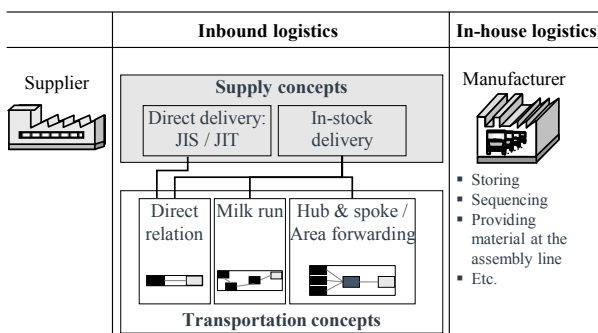 Inbound logistics
In-house logistics
Supplier
Supply concepts
Direct delivery:
JIS / JIT
In-stock
delivery
Direct
relation
Milk run
Hub & spoke /
Area forwarding
Transportation concepts
Manufacturer
▪ Storing
▪ Sequencing
▪ Providing
material at the
assembly line
▪ Etc.